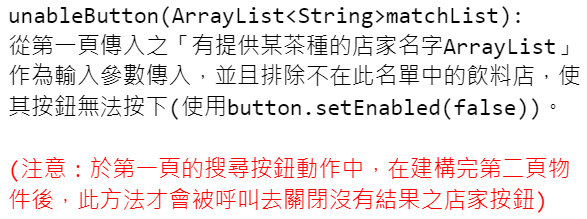 unableButton(ArrayList<String>matchList):
從第一頁傳入之「有提供某茶種的店家名字ArrayList」
作為輸入參數傳入，並且排除不在此名單中的飲料店，使
其按鈕無法按下(使用button.setEnabled(false))。
(注意：於第一頁的搜尋按鈕動作中，在建構完第二頁物
件後，此方法才會被呼叫去關閉沒有結果之店家按鈕)